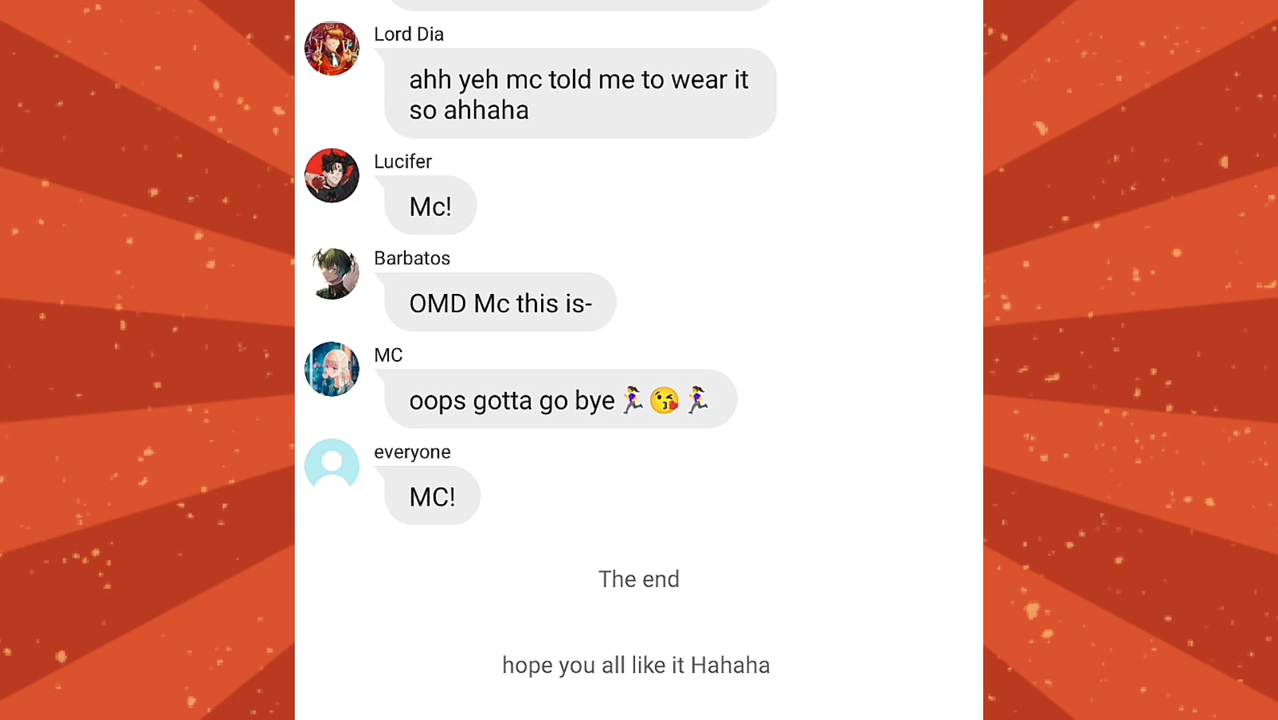 Lord Dia
ahh yeh mc told me to wear it
so ahhaha
Lucifer
Mc!
Barbatos
OMD Mc this is-
MC
oops gotta go bye🏃‍♀️😘🏃‍♀️
everyone
MC!
The end
hope you all like it Hahaha